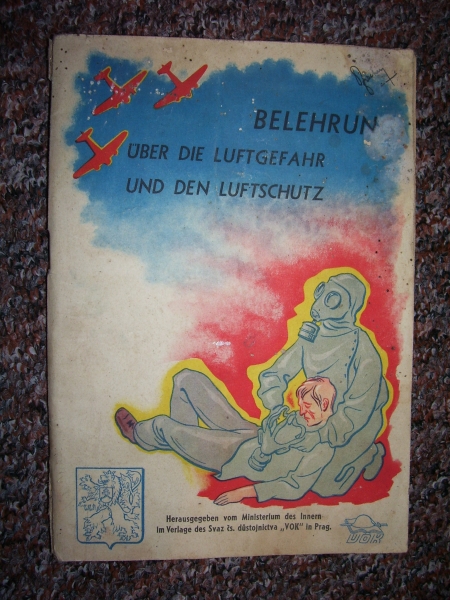 BELEHRUN
ÜBER DIE LUFTGEFAHR
UND DEN LUFTSCHUTZ
Herausgegeben vom Ministerium des Innern
im Verlage des Svaz čs. důstojnictva „VOK" in Prag.
VOK